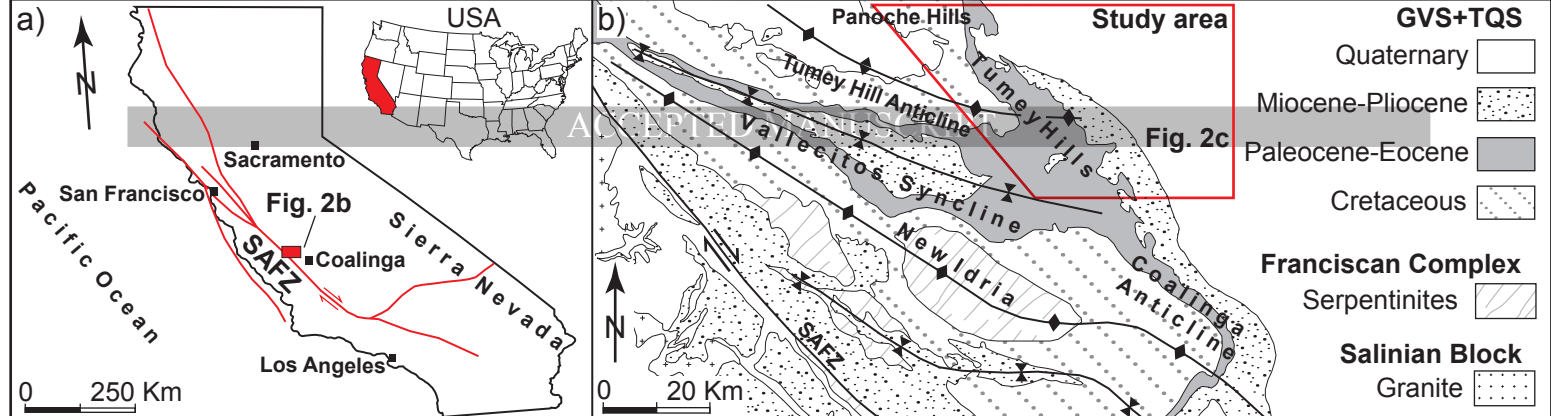 a)
USA
N
Sacramento
San Francisco
Fig. 2b
SAFZ
Coalinga
Sierra Nevada
Pacific Ocean
Los Angeles
0 250 Km
b)
Panoche Hills
Study area
Tumey Hill Anticline
Tumey Hills
ACCEPTED MANUSCRIPT
Fig. 2c
Vallecitos Syncline
New Idria
Coalinga Anticline
N
SAFZ
0 20 Km
GVS+TQS
Quaternary
Miocene-Pliocene
Paleocene-Eocene
Cretaceous
Franciscan Complex
Serpentinites
Salinian Block
Granite